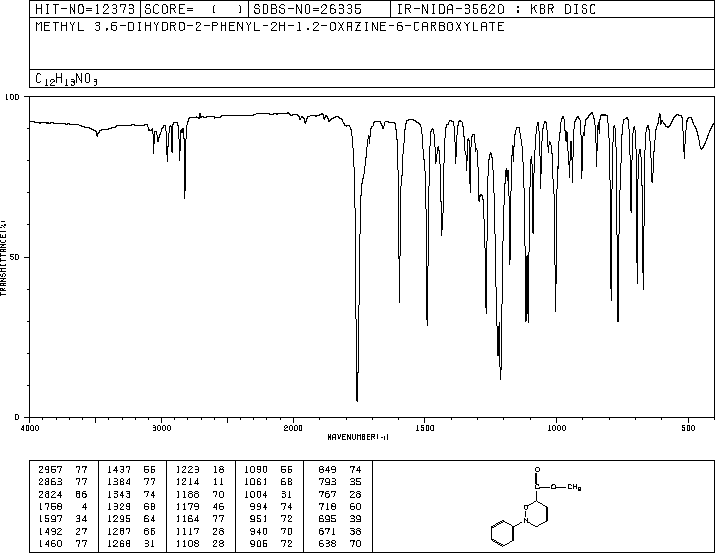 HIT-NO=12373 SCORE= ( ) SDBS-NO=26335 IR-NIDA-35620 : KBR DISC
METHYL 3,6-DIHYDRO-2-PHENYL-2H-1,2-OXAZINE-6-CARBOXYLATE
C12H13NO3
100
50
0
TRANSMITTANCE(%)
4000 3000 2000 1500 1000 500
WAVENUMBER(-1)
2967 77 1437 56 1223 18 1090 56 849 74
2863 77 1384 77 1214 11 1061 68 793 35
2824 66 1343 74 1188 70 1004 31 767 28
1758 4 1329 68 1179 46 994 74 718 60
1597 34 1295 64 1164 77 951 72 695 39
1492 27 1287 66 1117 28 940 70 671 38
1460 77 1268 31 1108 28 906 72 638 70
O
C O CH3
O
N